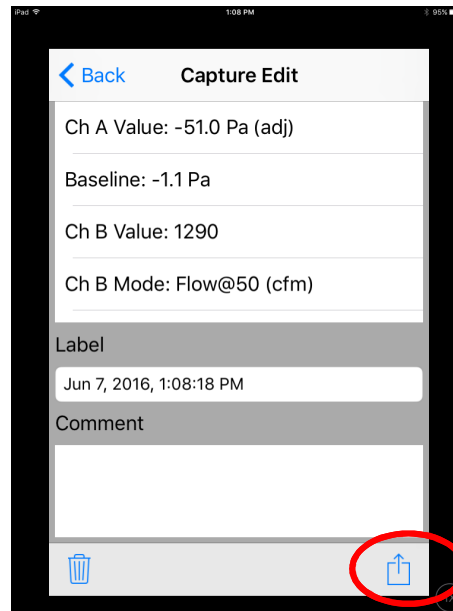 iPad 1:08 PM 95%
Back Capture Edit
Ch A Value: -51.0 Pa (adj)
Baseline: -1.1 Pa
Ch B Value: 1290
Ch B Mode: Flow@50 (cfm)
Label
Jun 7, 2016, 1:08:18 PM
Comment